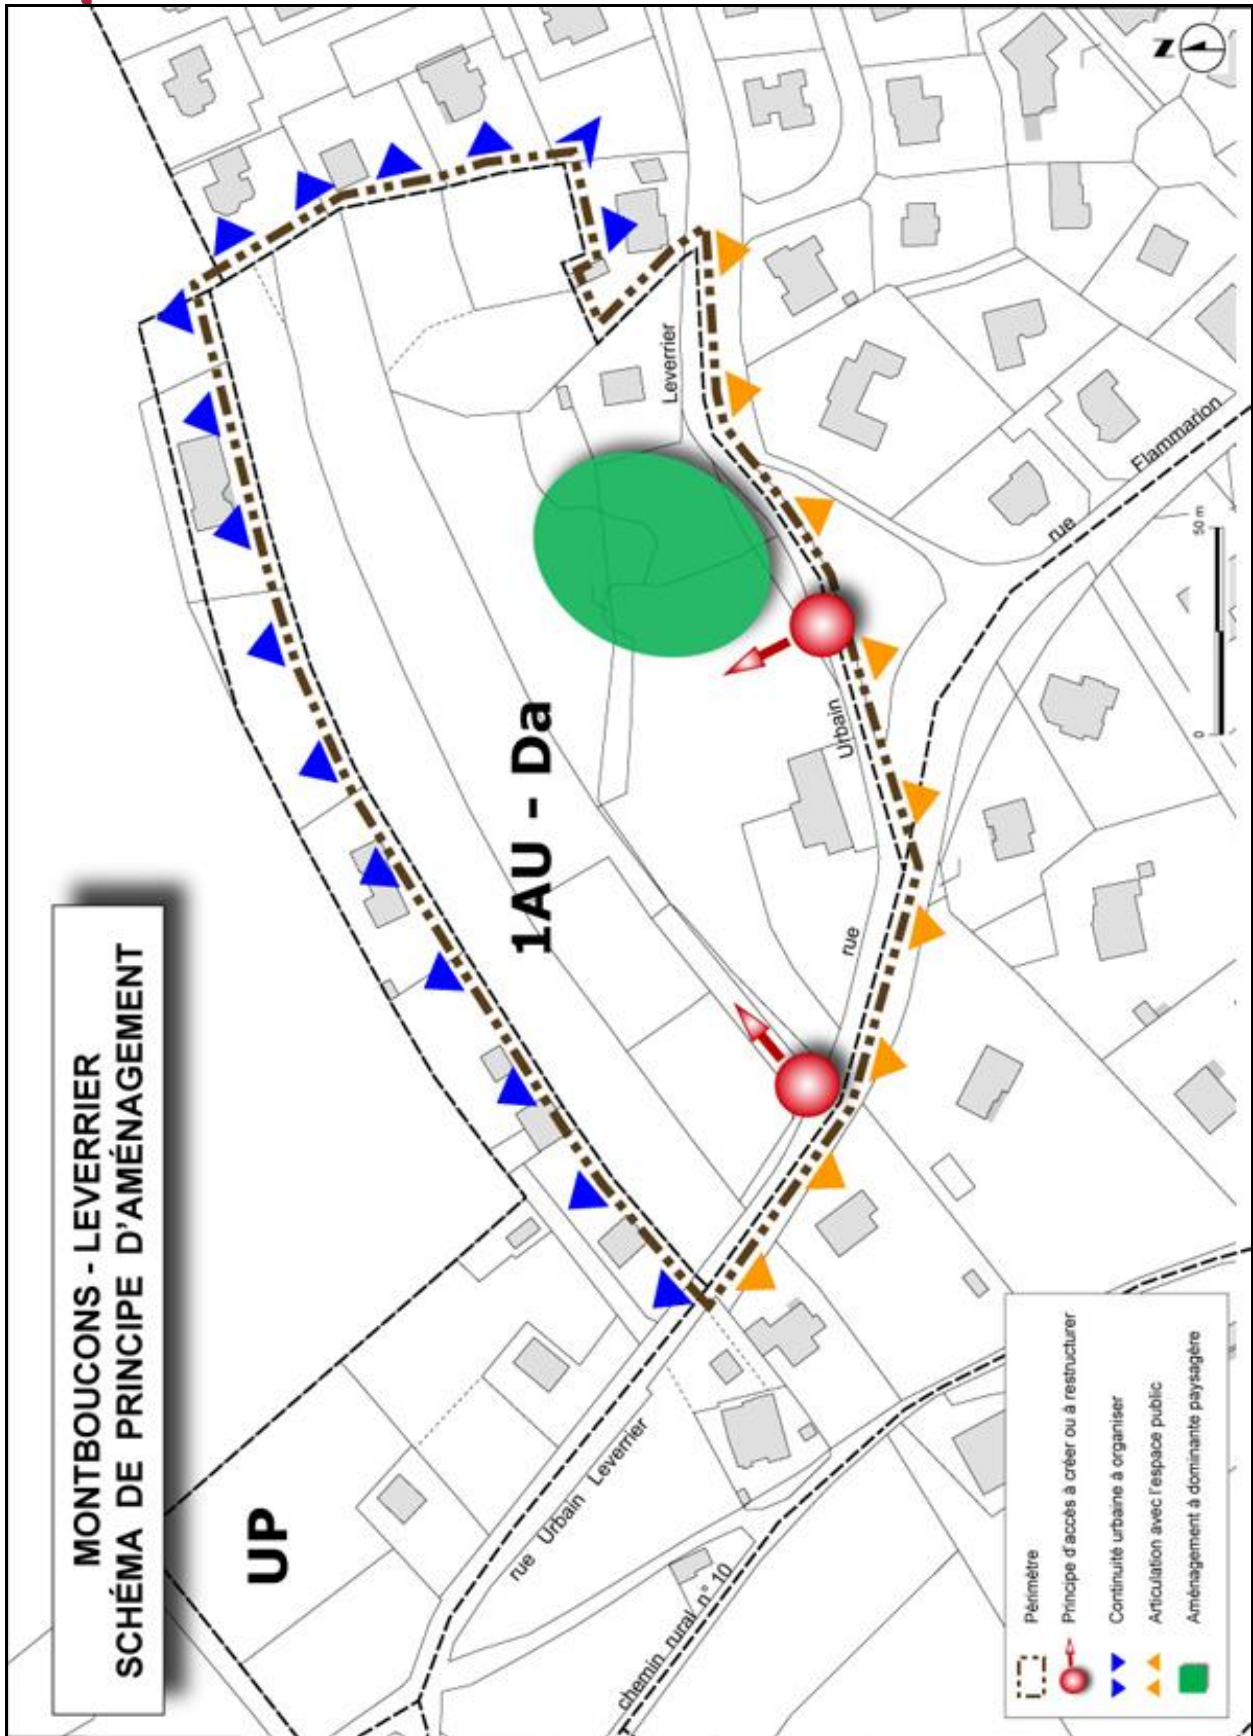 MONTBOUCONS - LEVERRIER
SCHÉMA DE PRINCIPE D'AMÉNAGEMENT
UP
1AU - Da
rue Urbain Leverrier
chemin rural n° 10
rue
Urbain
Leverrier
rue
Flammarion
N
0
50 m
Périmètre
Principe d'accès à créer ou à restructurer
Continuité urbaine à organiser
Articulation avec l'espace public
Aménagement à dominante paysagère